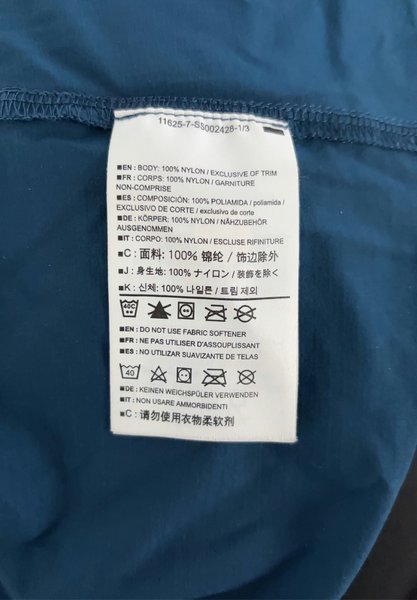 11625-7-SS002428-1/3
■EN: BODY: 100% NYLON / EXCLUSIVE OF TRIM
■FR: CORPS: 100% NYLON / GARNITURE
NON-COMPRISE
■ES: COMPOSICIÓN: 100% POLIAMIDA / poliamida /
EXCLUSIVO DE CORTE / exclusivo de corte
■DE: KÖRPER: 100% NYLON / NÄHZUBEHÖR
AUSGENOMMEN
■IT: CORPO: 100% NYLON / ESCLUSE RIFINITURE
■C: 面料: 100% 锦纶 / 饰边除外
■J: 身生地: 100% ナイロン / 装飾を除く
■K: 신체: 100% 나일론 / 트림 제외
40C
■EN: DO NOT USE FABRIC SOFTENER
■FR: NE PAS UTILISER D'ASSOUPLISSANT
■ES: NO UTILIZAR SUAVIZANTE DE TELAS
40
■DE: KEINEN WEICHSPÜLER VERWENDEN
■IT: NON USARE AMMORBIDENTI
■C: 请勿使用衣物柔软剂